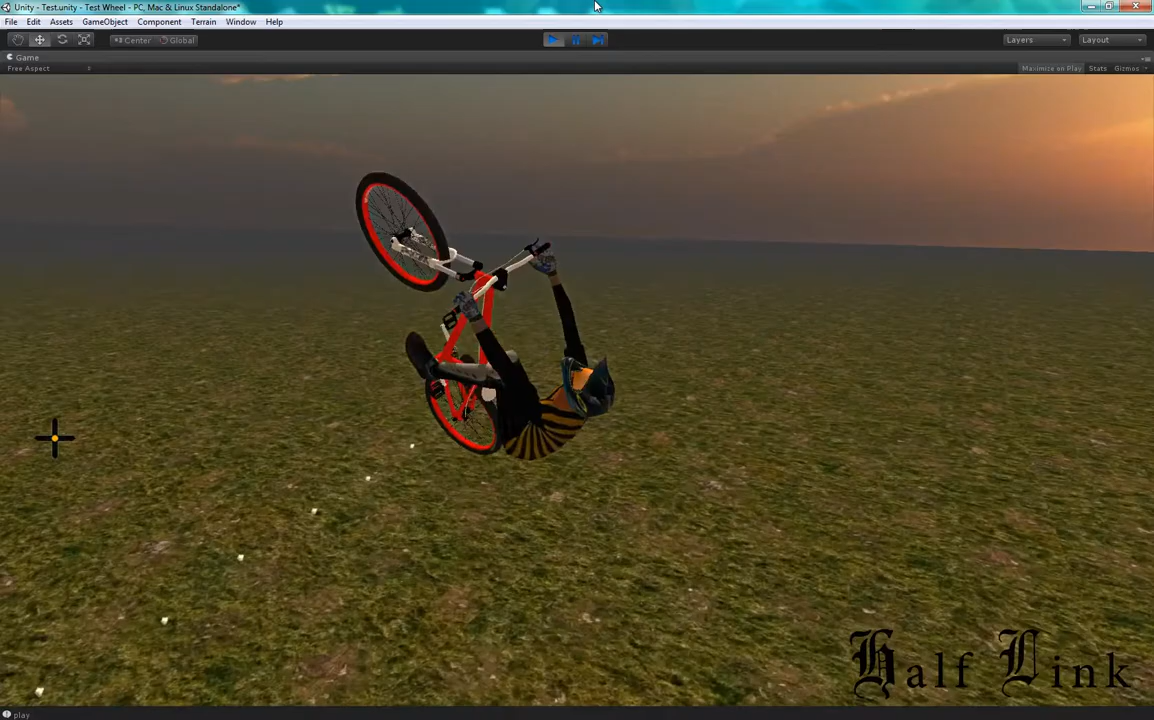 Unity - Test.unity - Test Wheel - PC, Mac & Linux Standalone*
File Edit Assets GameObject Component Terrain Window Help
Center Global Layers Layout
Game
Free Aspect Maximize on Play Stats Gizmos
Half Link
play